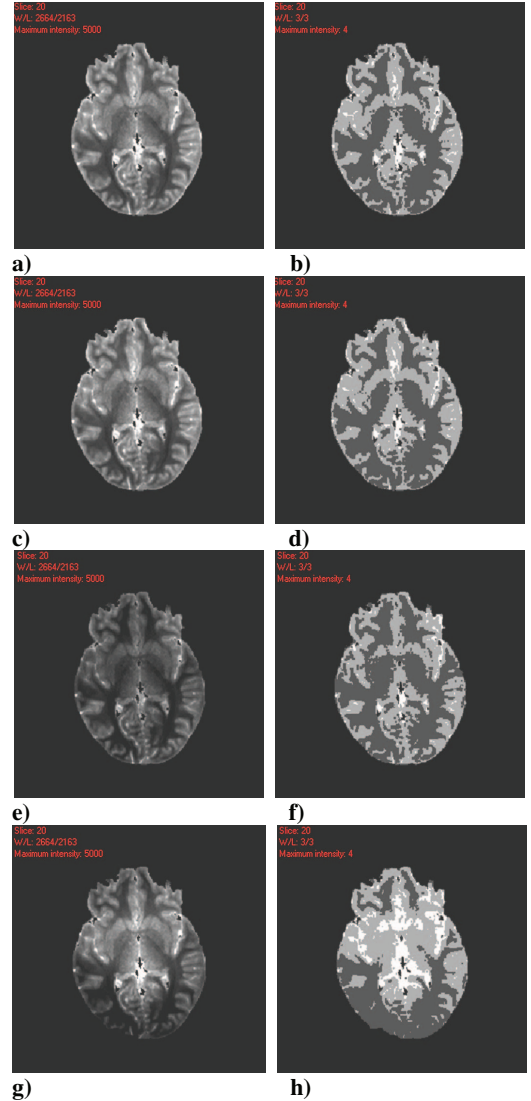 Slice: 20
W/L: 2664/2163
Maximum intensity: 5000
Slice: 20
W/L: 3/3
Maximum intensity: 4
a)
b)
Slice: 20
W/L: 2664/2163
Maximum intensity: 5000
Slice: 20
W/L: 3/3
Maximum intensity: 4
c)
d)
Slice: 20
W/L: 2664/2163
Maximum intensity: 5000
Slice: 20
W/L: 3/3
Maximum intensity: 4
e)
f)
Slice: 20
W/L: 2664/2163
Maximum intensity: 5000
Slice: 20
W/L: 3/3
Maximum intensity: 4
g)
h)